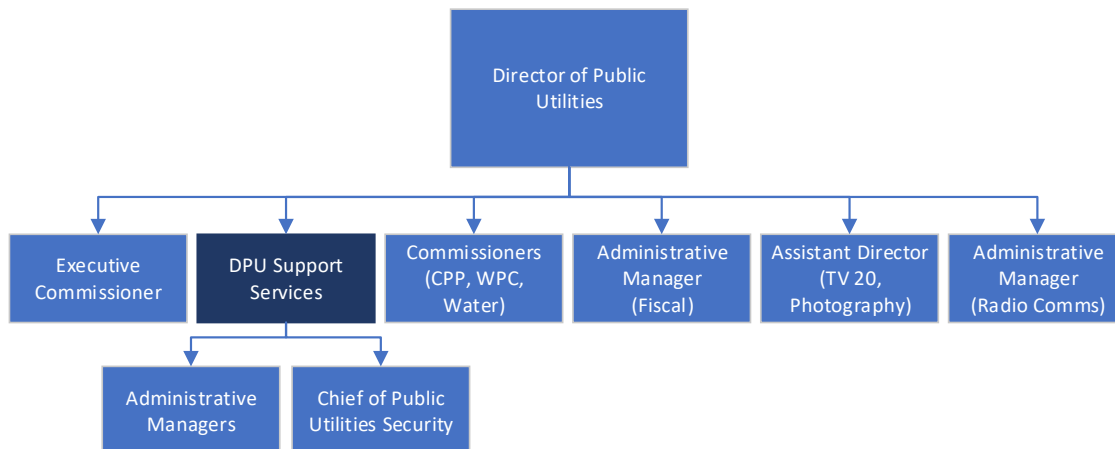 Director of Public
Utilities
Executive
Commissioner
DPU Support
Services
Commissioners
(CPP, WPC,
Water)
Administrative
Manager
(Fiscal)
Assistant Director
(TV 20,
Photography)
Administrative
Manager
(Radio Comms)
Administrative
Managers
Chief of Public
Utilities Security